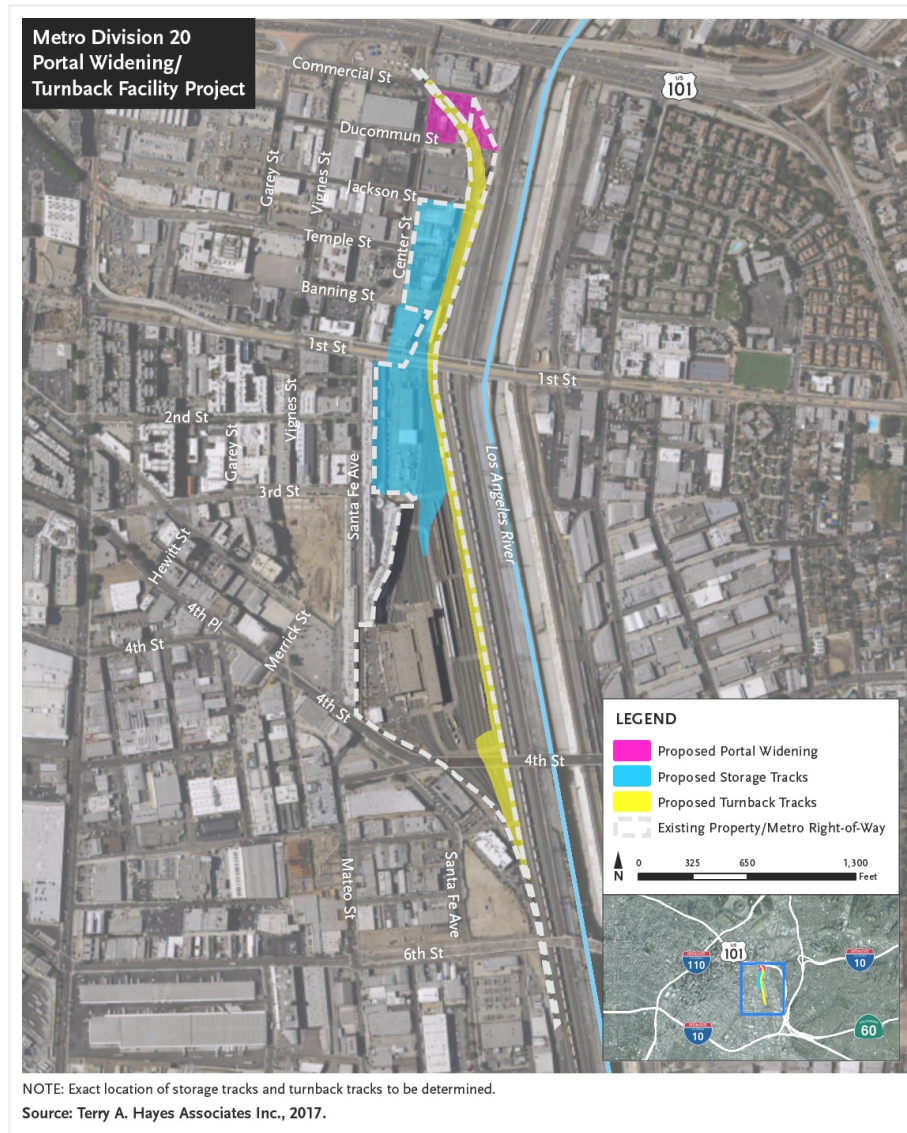 Metro Division 20
Portal Widening/
Turnback Facility Project
Commercial St
US
101
Ducommun St
Garey St
Vignes St
Jackson St
Center St
Temple St
Banning St
1st St
1st St
2nd St
Garey St
Vignes St
3rd St
Santa Fe Ave
Los Angeles River
Hewitt St
4th Pl
4th St
Merrick St
4th St
4th St
Mateo St
Santa Fe Ave
6th St
LEGEND
Proposed Portal Widening
Proposed Storage Tracks
Proposed Turnback Tracks
Existing Property/Metro Right-of-Way
N
0 325 650 1,300
Feet
US
101
110
10
10
60
NOTE: Exact location of storage tracks and turnback tracks to be determined.
Source: Terry A. Hayes Associates Inc., 2017.